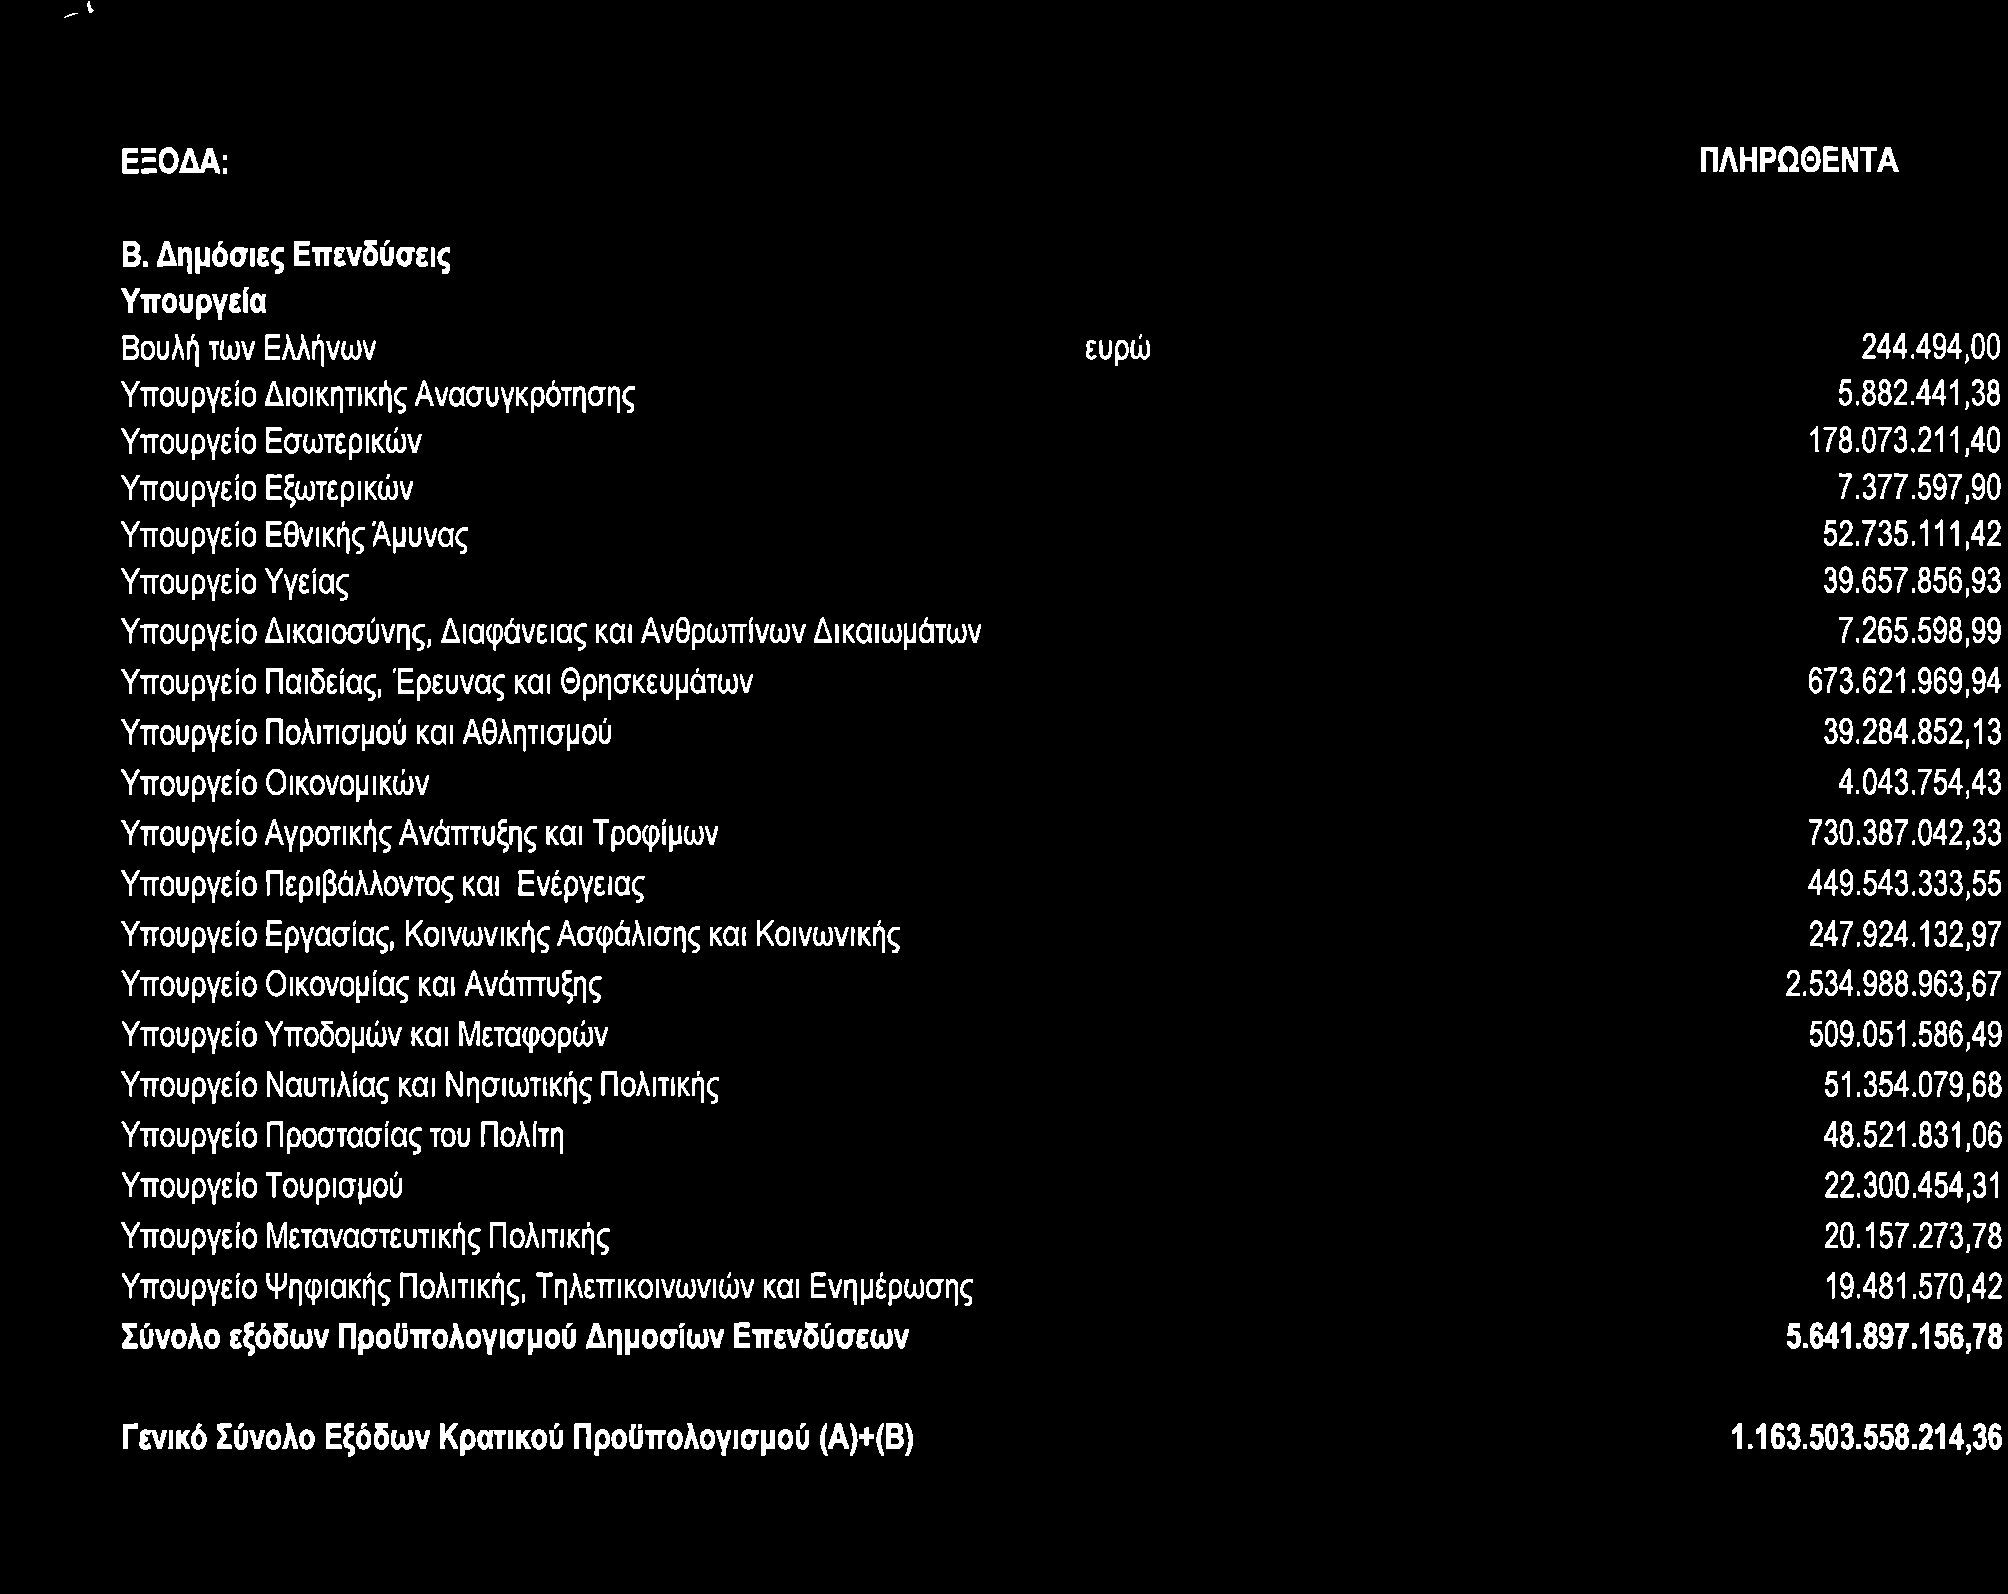 ΕΞΟΔΑ: ΠΛΗΡΩΘΕΝΤΑ
Β. Δημόσιες Επενδύσεις
Υπουργεία
Βουλή των Ελλήνων ευρώ 244.494,00
Υπουργείο Διοικητικής Ανασυγκρότησης 5.882.441,38
Υπουργείο Εσωτερικών 178.073.211,40
Υπουργείο Εξωτερικών 7.377.597,90
Υπουργείο Εθνικής Άμυνας 52.735.111,42
Υπουργείο Υγείας 39.657.856,93
Υπουργείο Δικαιοσύνης, Διαφάνειας και Ανθρωπίνων Δικαιωμάτων 7.265.598,99
Υπουργείο Παιδείας, Έρευνας και Θρησκευμάτων 673.621.969,94
Υπουργείο Πολιτισμού και Αθλητισμού 39.284.852,13
Υπουργείο Οικονομικών 4.043.754,43
Υπουργείο Αγροτικής Ανάπτυξης και Τροφίμων 730.387.042,33
Υπουργείο Περιβάλλοντος και Ενέργειας 449.543.333,55
Υπουργείο Εργασίας, Κοινωνικής Ασφάλισης και Κοινωνικής 247.924.132,97
Υπουργείο Οικονομίας και Ανάπτυξης 2.534.988.963,67
Υπουργείο Υποδομών και Μεταφορών 509.051.586,49
Υπουργείο Ναυτιλίας και Νησιωτικής Πολιτικής 51.354.079,68
Υπουργείο Προστασίας του Πολίτη 48.521.831,06
Υπουργείο Τουρισμού 22.300.454,31
Υπουργείο Μεταναστευτικής Πολιτικής 20.157.273,78
Υπουργείο Ψηφιακής Πολιτικής, Τηλεπικοινωνιών και Ενημέρωσης 19.481.570,42
Σύνολο εξόδων Προϋπολογισμού Δημοσίων Επενδύσεων 5.641.897.156,78
Γενικό Σύνολο Εξόδων Κρατικού Προϋπολογισμού (Α)+(Β) 1.163.503.558.214,36